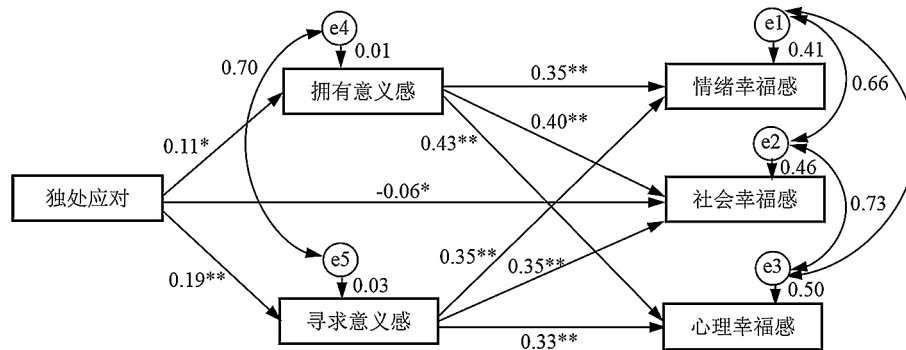 e4
0.01
拥有意义感
0.70
0.11*
独处应对
0.19**
e5
0.03
寻求意义感
0.35**
0.40**
0.43**
-0.06*
0.35**
0.35**
0.33**
e1
0.41
情绪幸福感
0.66
e2
0.46
社会幸福感
0.73
e3
0.50
心理幸福感